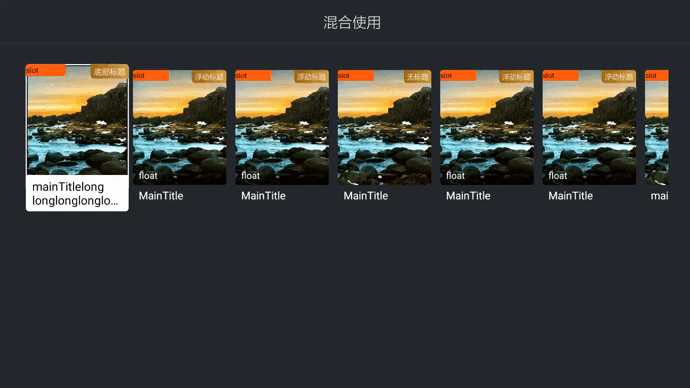 混合使用
slot
底部标题
slot
浮动标题
slot
浮动标题
slot
无标题
slot
浮动标题
slot
浮动标题
slot
float
float
float
float
mainTitlelong
longlonglonglo...
MainTitle
MainTitle
MainTitle
MainTitle
MainTitle
mai